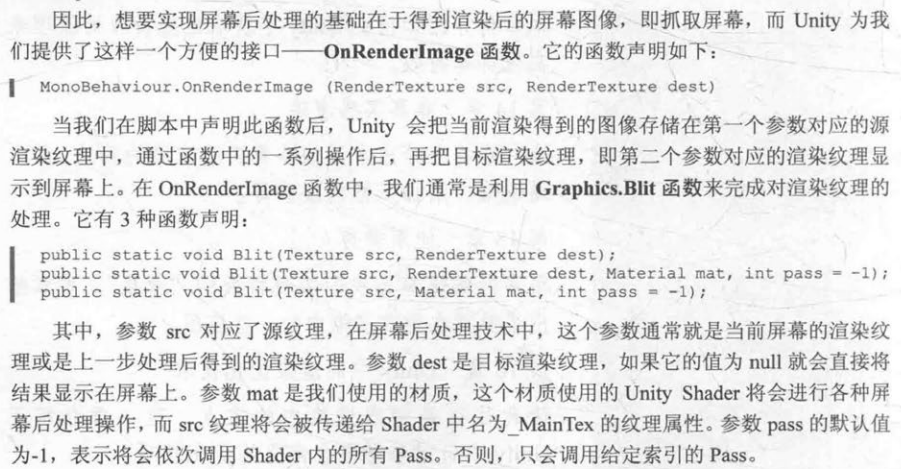 因此，想要实现屏幕后处理的基础在于得到渲染后的屏幕图像，即抓取屏幕，而 Unity 为我
们提供了这样一个方便的接口——OnRenderImage 函数。它的函数声明如下：
MonoBehaviour.OnRenderImage (RenderTexture src, RenderTexture dest)
当我们在脚本中声明此函数后，Unity 会把当前渲染得到的图像存储在第一个参数对应的源
渲染纹理中，通过函数中的一系列操作后，再把目标渲染纹理，即第二个参数对应的渲染纹理显
示到屏幕上。在 OnRenderImage 函数中，我们通常是利用 Graphics.Blit 函数来完成对渲染纹理的
处理。它有 3 种函数声明：
public static void Blit(Texture src, RenderTexture dest);
public static void Blit(Texture src, RenderTexture dest, Material mat, int pass = -1);
public static void Blit(Texture src, Material mat, int pass = -1);
其中，参数 src 对应了源纹理，在屏幕后处理技术中，这个参数通常就是当前屏幕的渲染纹
理或是上一步处理后得到的渲染纹理。参数 dest 是目标渲染纹理，如果它的值为 null 就会直接将
结果显示在屏幕上。参数 mat 是我们使用的材质，这个材质使用的 Unity Shader 将会进行各种屏
幕后处理操作，而 src 纹理将会被传递给 Shader 中名为_MainTex 的纹理属性。参数 pass 的默认值
为-1，表示将会依次调用 Shader 内的所有 Pass。否则，只会调用给定索引的 Pass。